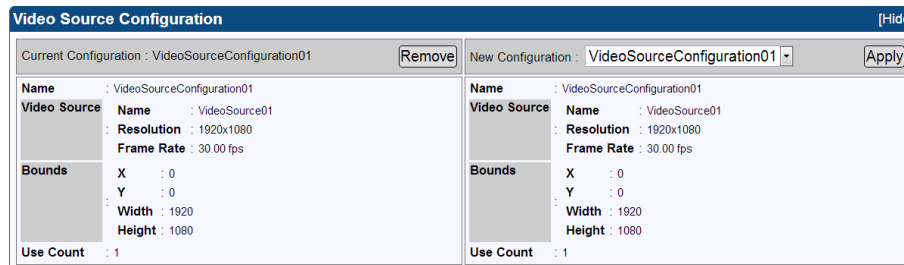 Video Source Configuration [Hide
Current Configuration : VideoSourceConfiguration01 Remove
Name : VideoSourceConfiguration01
Video Source : Name : VideoSource01
Resolution : 1920x1080
Frame Rate : 30.00 fps
Bounds : X : 0
Y : 0
Width : 1920
Height : 1080
Use Count : 1
New Configuration : VideoSourceConfiguration01 Apply
Name : VideoSourceConfiguration01
Video Source : Name : VideoSource01
Resolution : 1920x1080
Frame Rate : 30.00 fps
Bounds : X : 0
Y : 0
Width : 1920
Height : 1080
Use Count : 1